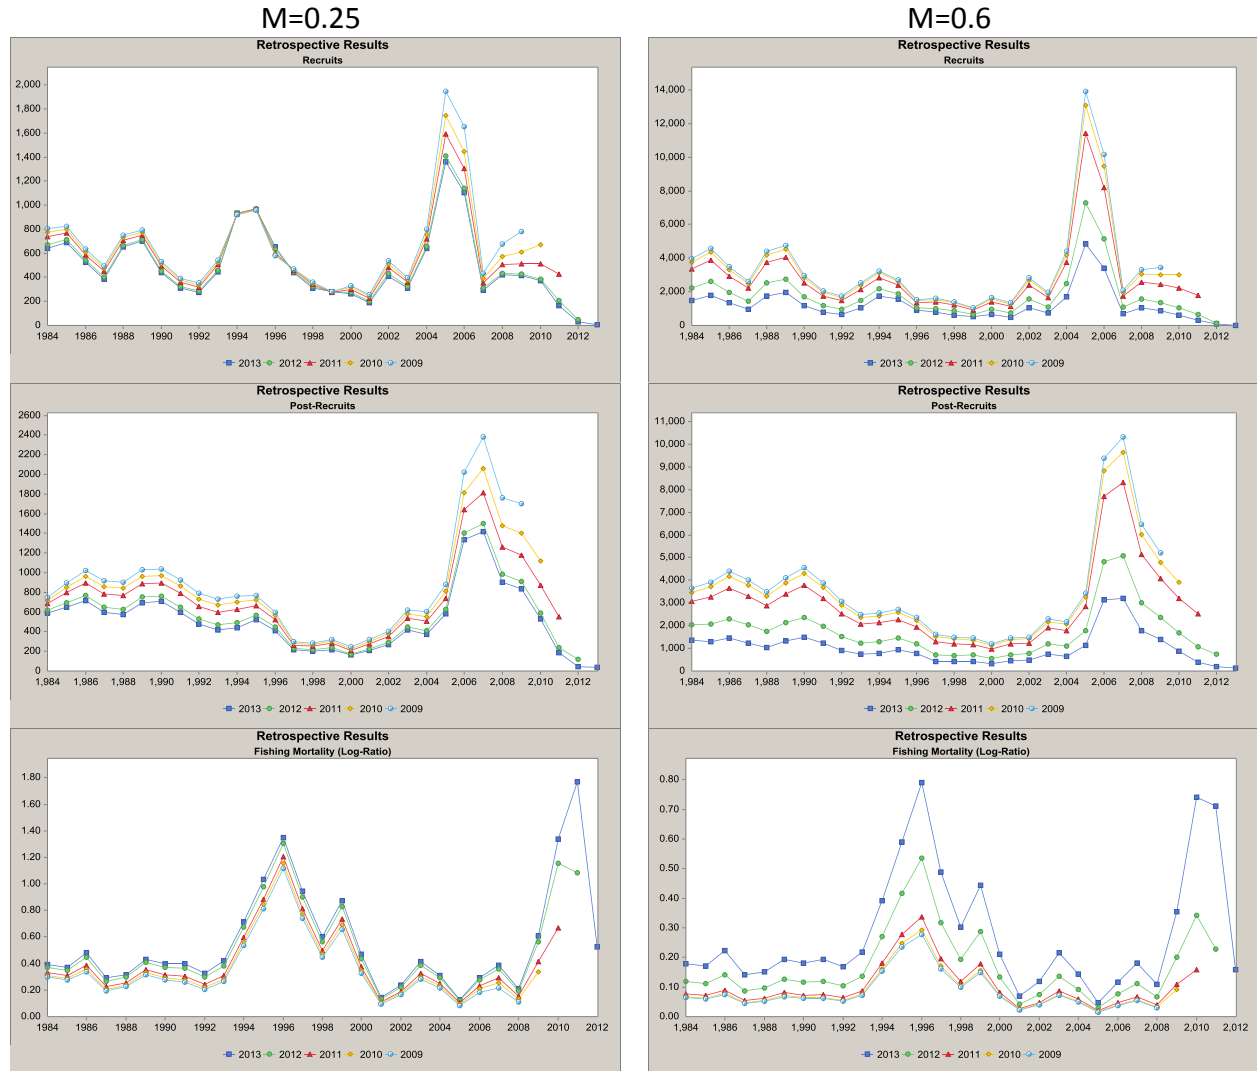 M=0.25
M=0.6
Retrospective Results
Recruits
2,000
1,800
1,600
1,400
1,200
1,000
800
600
400
200
0
1984 1986 1988 1990 1992 1994 1996 1998 2000 2002 2004 2006 2008 2010 2012
2013 2012 2011 2010 2009
Retrospective Results
Recruits
14,000
12,000
10,000
8,000
6,000
4,000
2,000
0
1,984 1,986 1,988 1,990 1,992 1,994 1,996 1,998 2,000 2,002 2,004 2,006 2,008 2,010 2,012
2013 2012 2011 2010 2009
Retrospective Results
Post-Recruits
2600
2400
2200
2000
1800
1600
1400
1200
1000
800
600
400
200
0
1,984 1,986 1,988 1,990 1,992 1,994 1,996 1,998 2,000 2,002 2,004 2,006 2,008 2,010 2,012
2013 2012 2011 2010 2009
Retrospective Results
Post-Recruits
11,000
10,000
9,000
8,000
7,000
6,000
5,000
4,000
3,000
2,000
1,000
0
1,984 1,986 1,988 1,990 1,992 1,994 1,996 1,998 2,000 2,002 2,004 2,006 2,008 2,010 2,012
2013 2012 2011 2010 2009
Retrospective Results
Fishing Mortality (Log-Ratio)
1.80
1.60
1.40
1.20
1.00
0.80
0.60
0.40
0.20
0.00
1984 1986 1988 1990 1992 1994 1996 1998 2000 2002 2004 2006 2008 2010 2012
2013 2012 2011 2010 2009
Retrospective Results
Fishing Mortality (Log-Ratio)
0.80
0.70
0.60
0.50
0.40
0.30
0.20
0.10
0.00
1,984 1,986 1,988 1,990 1,992 1,994 1,996 1,998 2,000 2,002 2,004 2,006 2,008 2,010 2,012
2013 2012 2011 2010 2009